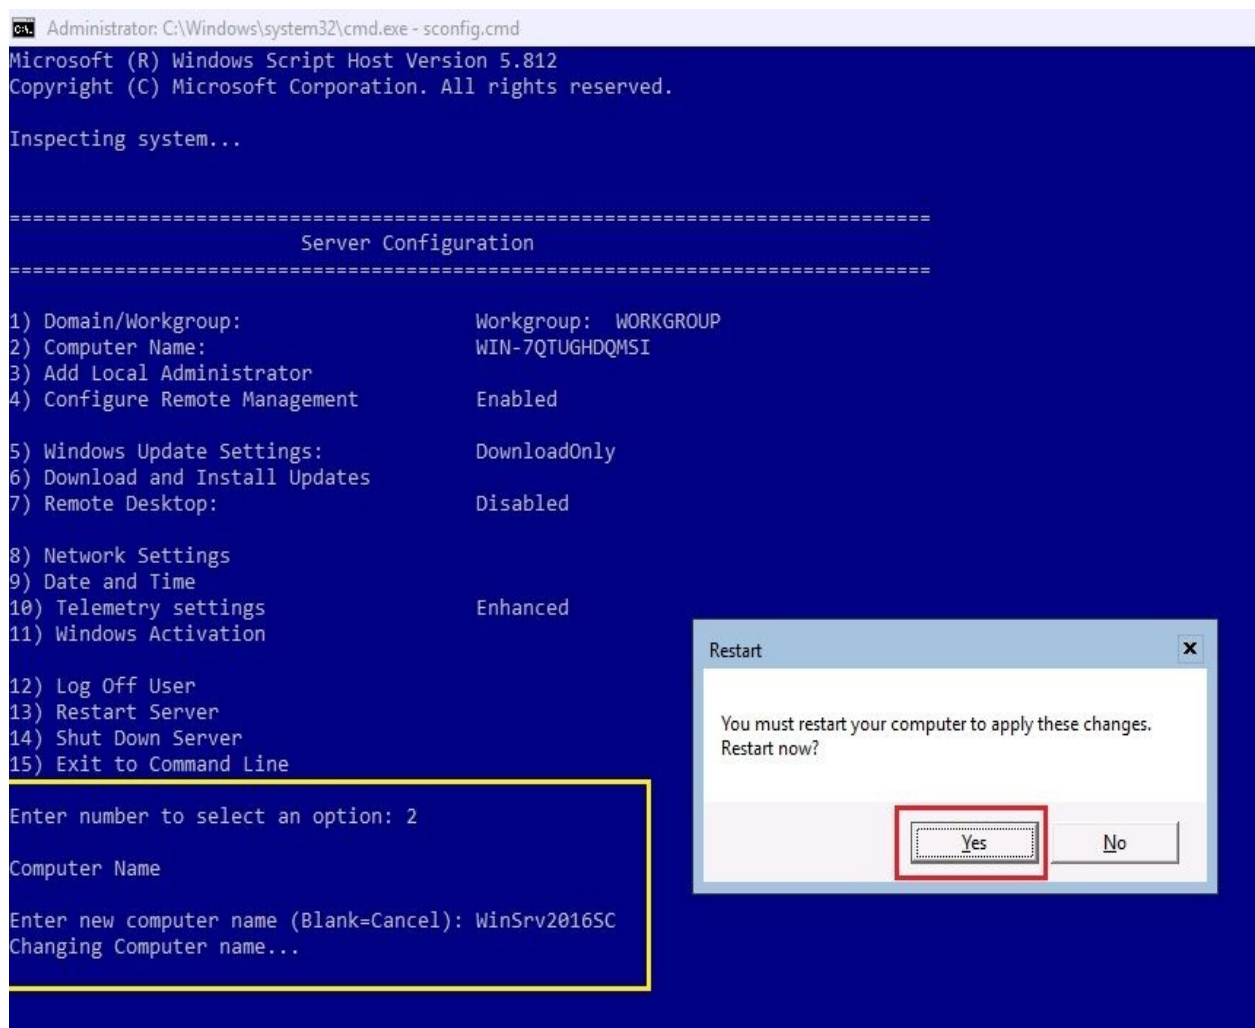 Administrator: C:\Windows\system32\cmd.exe - sconfig.cmd
Microsoft (R) Windows Script Host Version 5.812
Copyright (C) Microsoft Corporation. All rights reserved.
Inspecting system...
===============================================================================
Server Configuration
===============================================================================
1) Domain/Workgroup: Workgroup: WORKGROUP
2) Computer Name: WIN-7QTUGHDQMSI
3) Add Local Administrator
4) Configure Remote Management Enabled
5) Windows Update Settings: DownloadOnly
6) Download and Install Updates
7) Remote Desktop: Disabled
8) Network Settings
9) Date and Time
10) Telemetry settings Enhanced
11) Windows Activation
12) Log Off User
13) Restart Server
14) Shut Down Server
15) Exit to Command Line
Enter number to select an option: 2
Computer Name
Enter new computer name (Blank=Cancel): WinSrv2016SC
Changing Computer name...
Restart
You must restart your computer to apply these changes.
Restart now?
Yes No